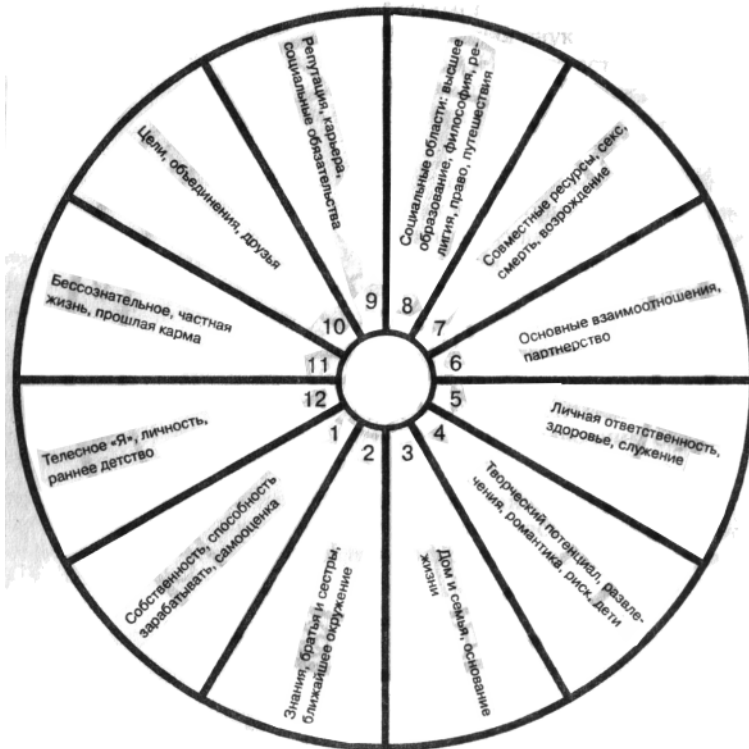 Репутация, карьера,
социальные обязательства
Социальные области: высшее
образование, философия, ре-
лигия, право, путешествия
Цели, объединения, друзья
Совместные ресурсы, секс,
смерть, возрождение
Бессознательное, частная
жизнь, прошлая карма
Основные взаимоотношения,
партнерство
9
8
10
7
11
6
12
5
1
2
3
4
Телесное «Я», личность,
раннее детство
Личная ответственность,
здоровье, служение
Собственность, способность
зарабатывать, самооценка
Творческий потенциал, развле-
чения, романтика, риск, дети
Знания, братья и сестры,
ближайшее окружение
Дом и семья, основание
жизни